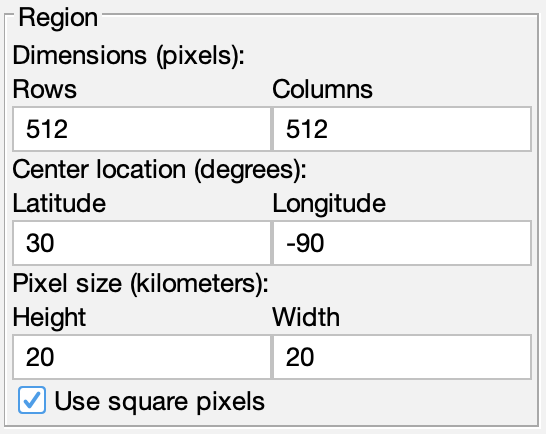 Region
Dimensions (pixels):
Rows Columns
512 512
Center location (degrees):
Latitude Longitude
30 -90
Pixel size (kilometers):
Height Width
20 20
Use square pixels